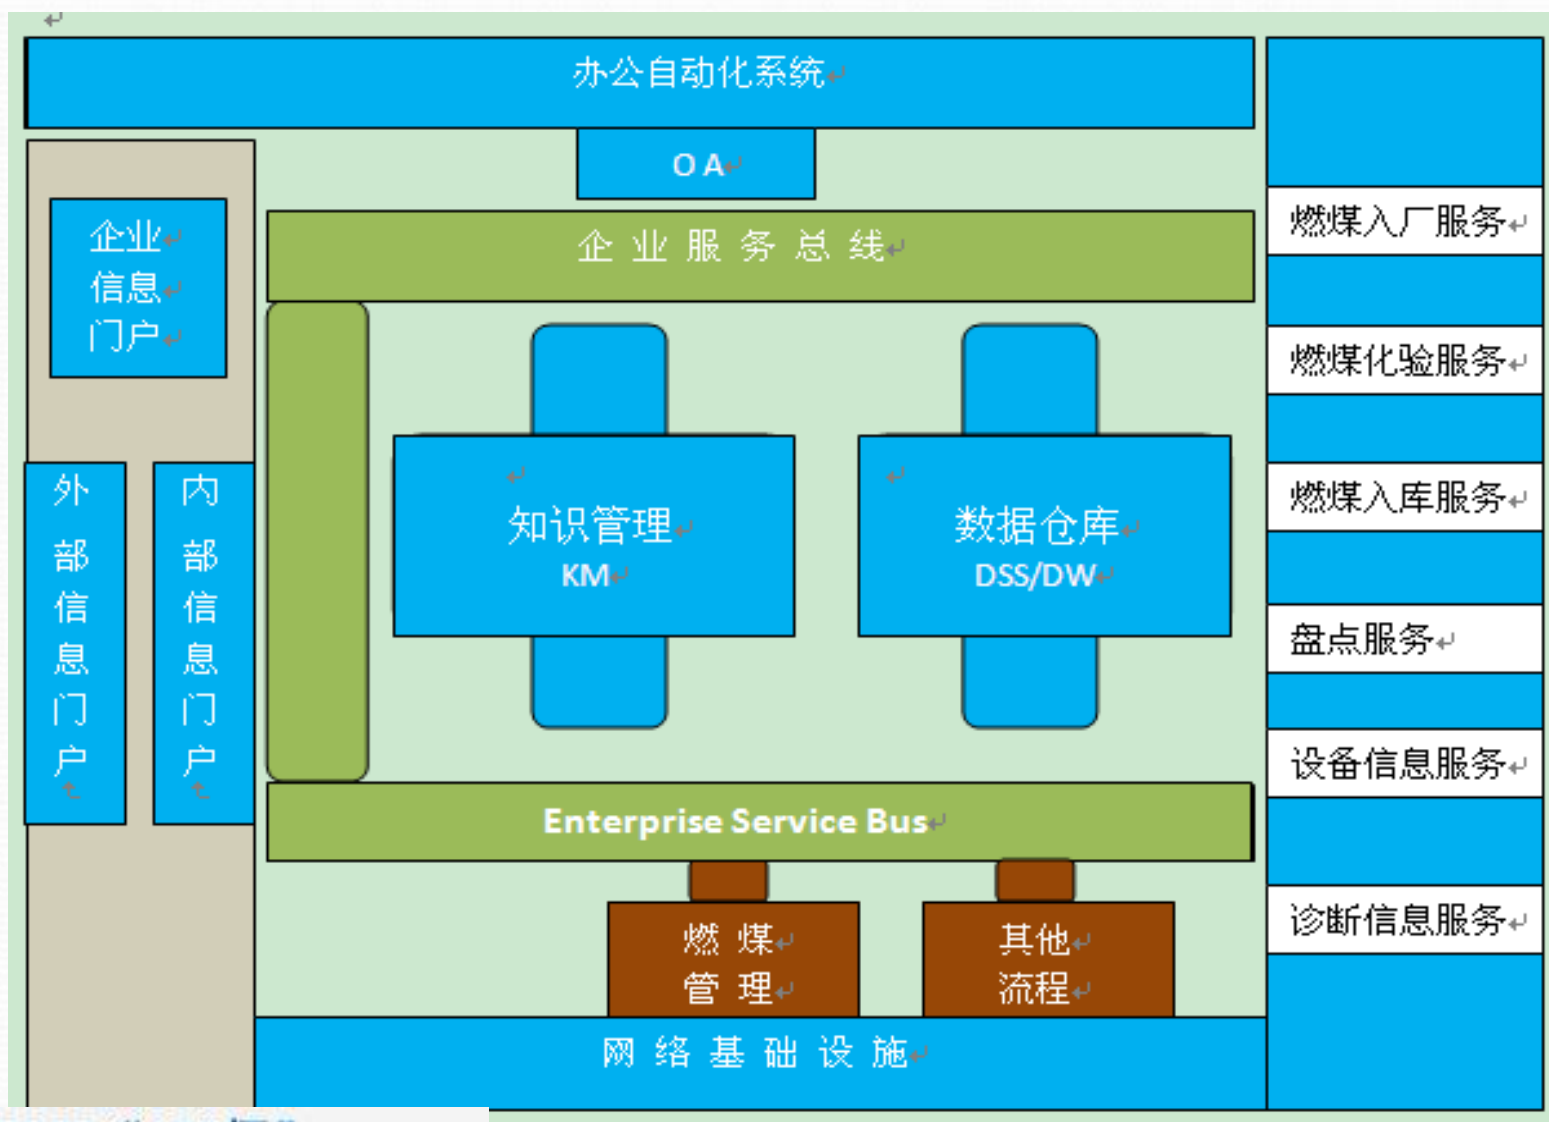 办公自动化系统
O A
企业
信息
门户
外部信息门户
内部信息门户
企 业 服 务 总 线
知识管理
KM
数据仓库
DSS/DW
Enterprise Service Bus
燃 煤
管 理
其他
流程
网 络 基 础 设 施
燃煤入厂服务
燃煤化验服务
燃煤入库服务
盘点服务
设备信息服务
诊断信息服务